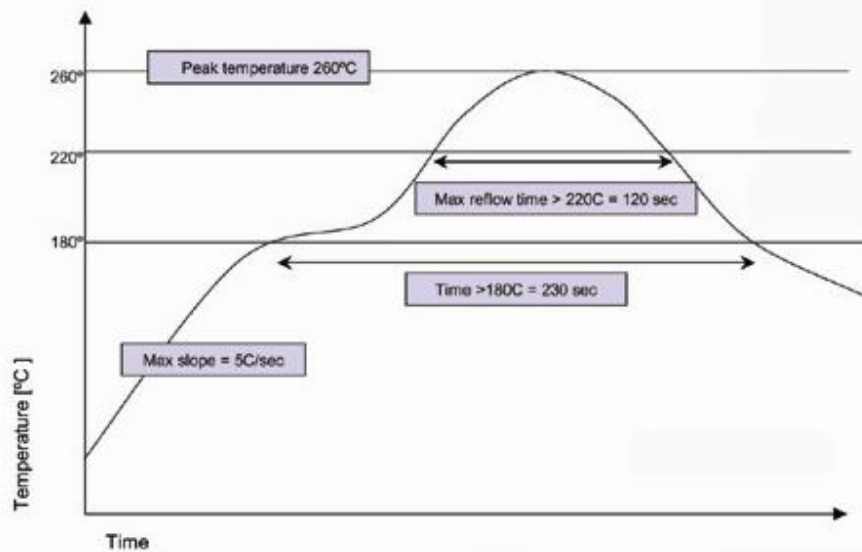 Peak temperature 260ºC
260º
220º
Max reflow time > 220C = 120 sec
180º
Time >180C = 230 sec
Max slope = 5C/sec
Temperature [ºC ]
Time